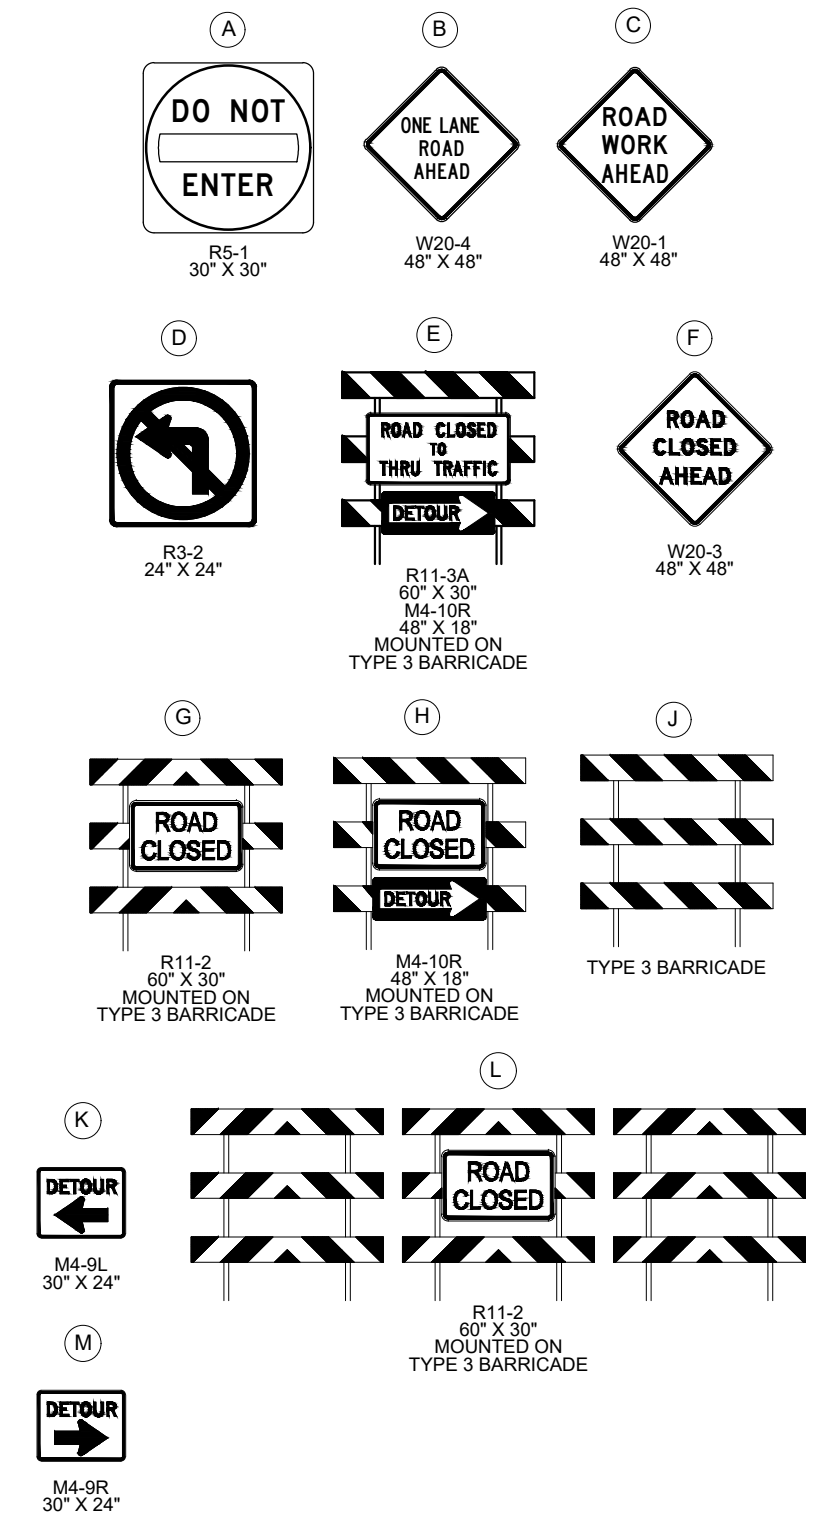 A
DO NOT
ENTER
R5-1
30" X 30"
B
ONE LANE
ROAD
AHEAD
W20-4
48" X 48"
C
ROAD
WORK
AHEAD
W20-1
48" X 48"
D
R3-2
24" X 24"
E
ROAD CLOSED
TO
THRU TRAFFIC
DETOUR
R11-3A
60" X 30"
M4-10R
48" X 18"
MOUNTED ON
TYPE 3 BARRICADE
F
ROAD
CLOSED
AHEAD
W20-3
48" X 48"
G
ROAD
CLOSED
R11-2
60" X 30"
MOUNTED ON
TYPE 3 BARRICADE
H
ROAD
CLOSED
DETOUR
M4-10R
48" X 18"
MOUNTED ON
TYPE 3 BARRICADE
J
TYPE 3 BARRICADE
K
DETOUR
M4-9L
30" X 24"
L
ROAD
CLOSED
R11-2
60" X 30"
MOUNTED ON
TYPE 3 BARRICADE
M
DETOUR
M4-9R
30" X 24"